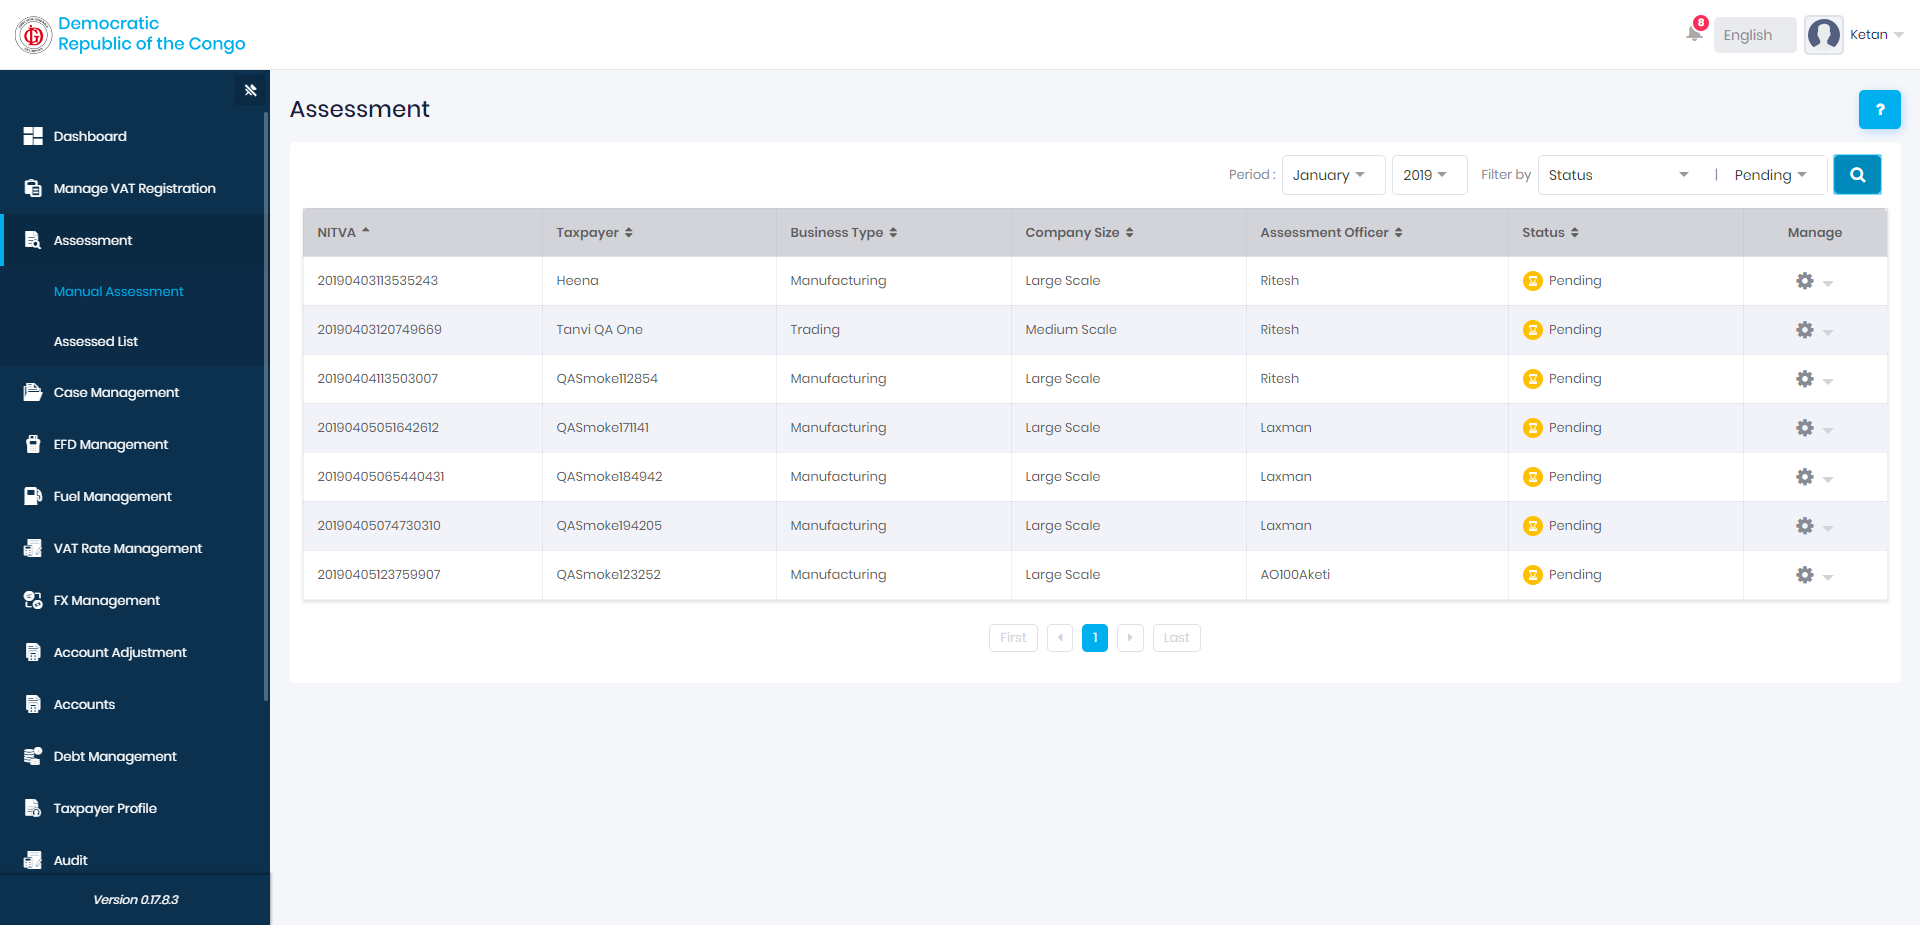 Democratic
Republic of the Congo
8
English
Ketan
Dashboard
Manage VAT Registration
Assessment
Manual Assessment
Assessed List
Case Management
EFD Management
Fuel Management
VAT Rate Management
FX Management
Account Adjustment
Accounts
Debt Management
Taxpayer Profile
Audit
Version 0.17.8.3
Assessment
?
Period : January 2019 Filter by Status | Pending
NITVA Taxpayer Business Type Company Size Assessment Officer Status Manage
20190403113535243 Heena Manufacturing Large Scale Ritesh Pending
20190403120749669 Tanvi QA One Trading Medium Scale Ritesh Pending
20190404113503007 QASmoke112854 Manufacturing Large Scale Ritesh Pending
20190405051642612 QASmoke171141 Manufacturing Large Scale Laxman Pending
20190405065440431 QASmoke184942 Manufacturing Large Scale Laxman Pending
20190405074730310 QASmoke194205 Manufacturing Large Scale Laxman Pending
20190405123759907 QASmoke123252 Manufacturing Large Scale AO100Aketi Pending
First 1 Last